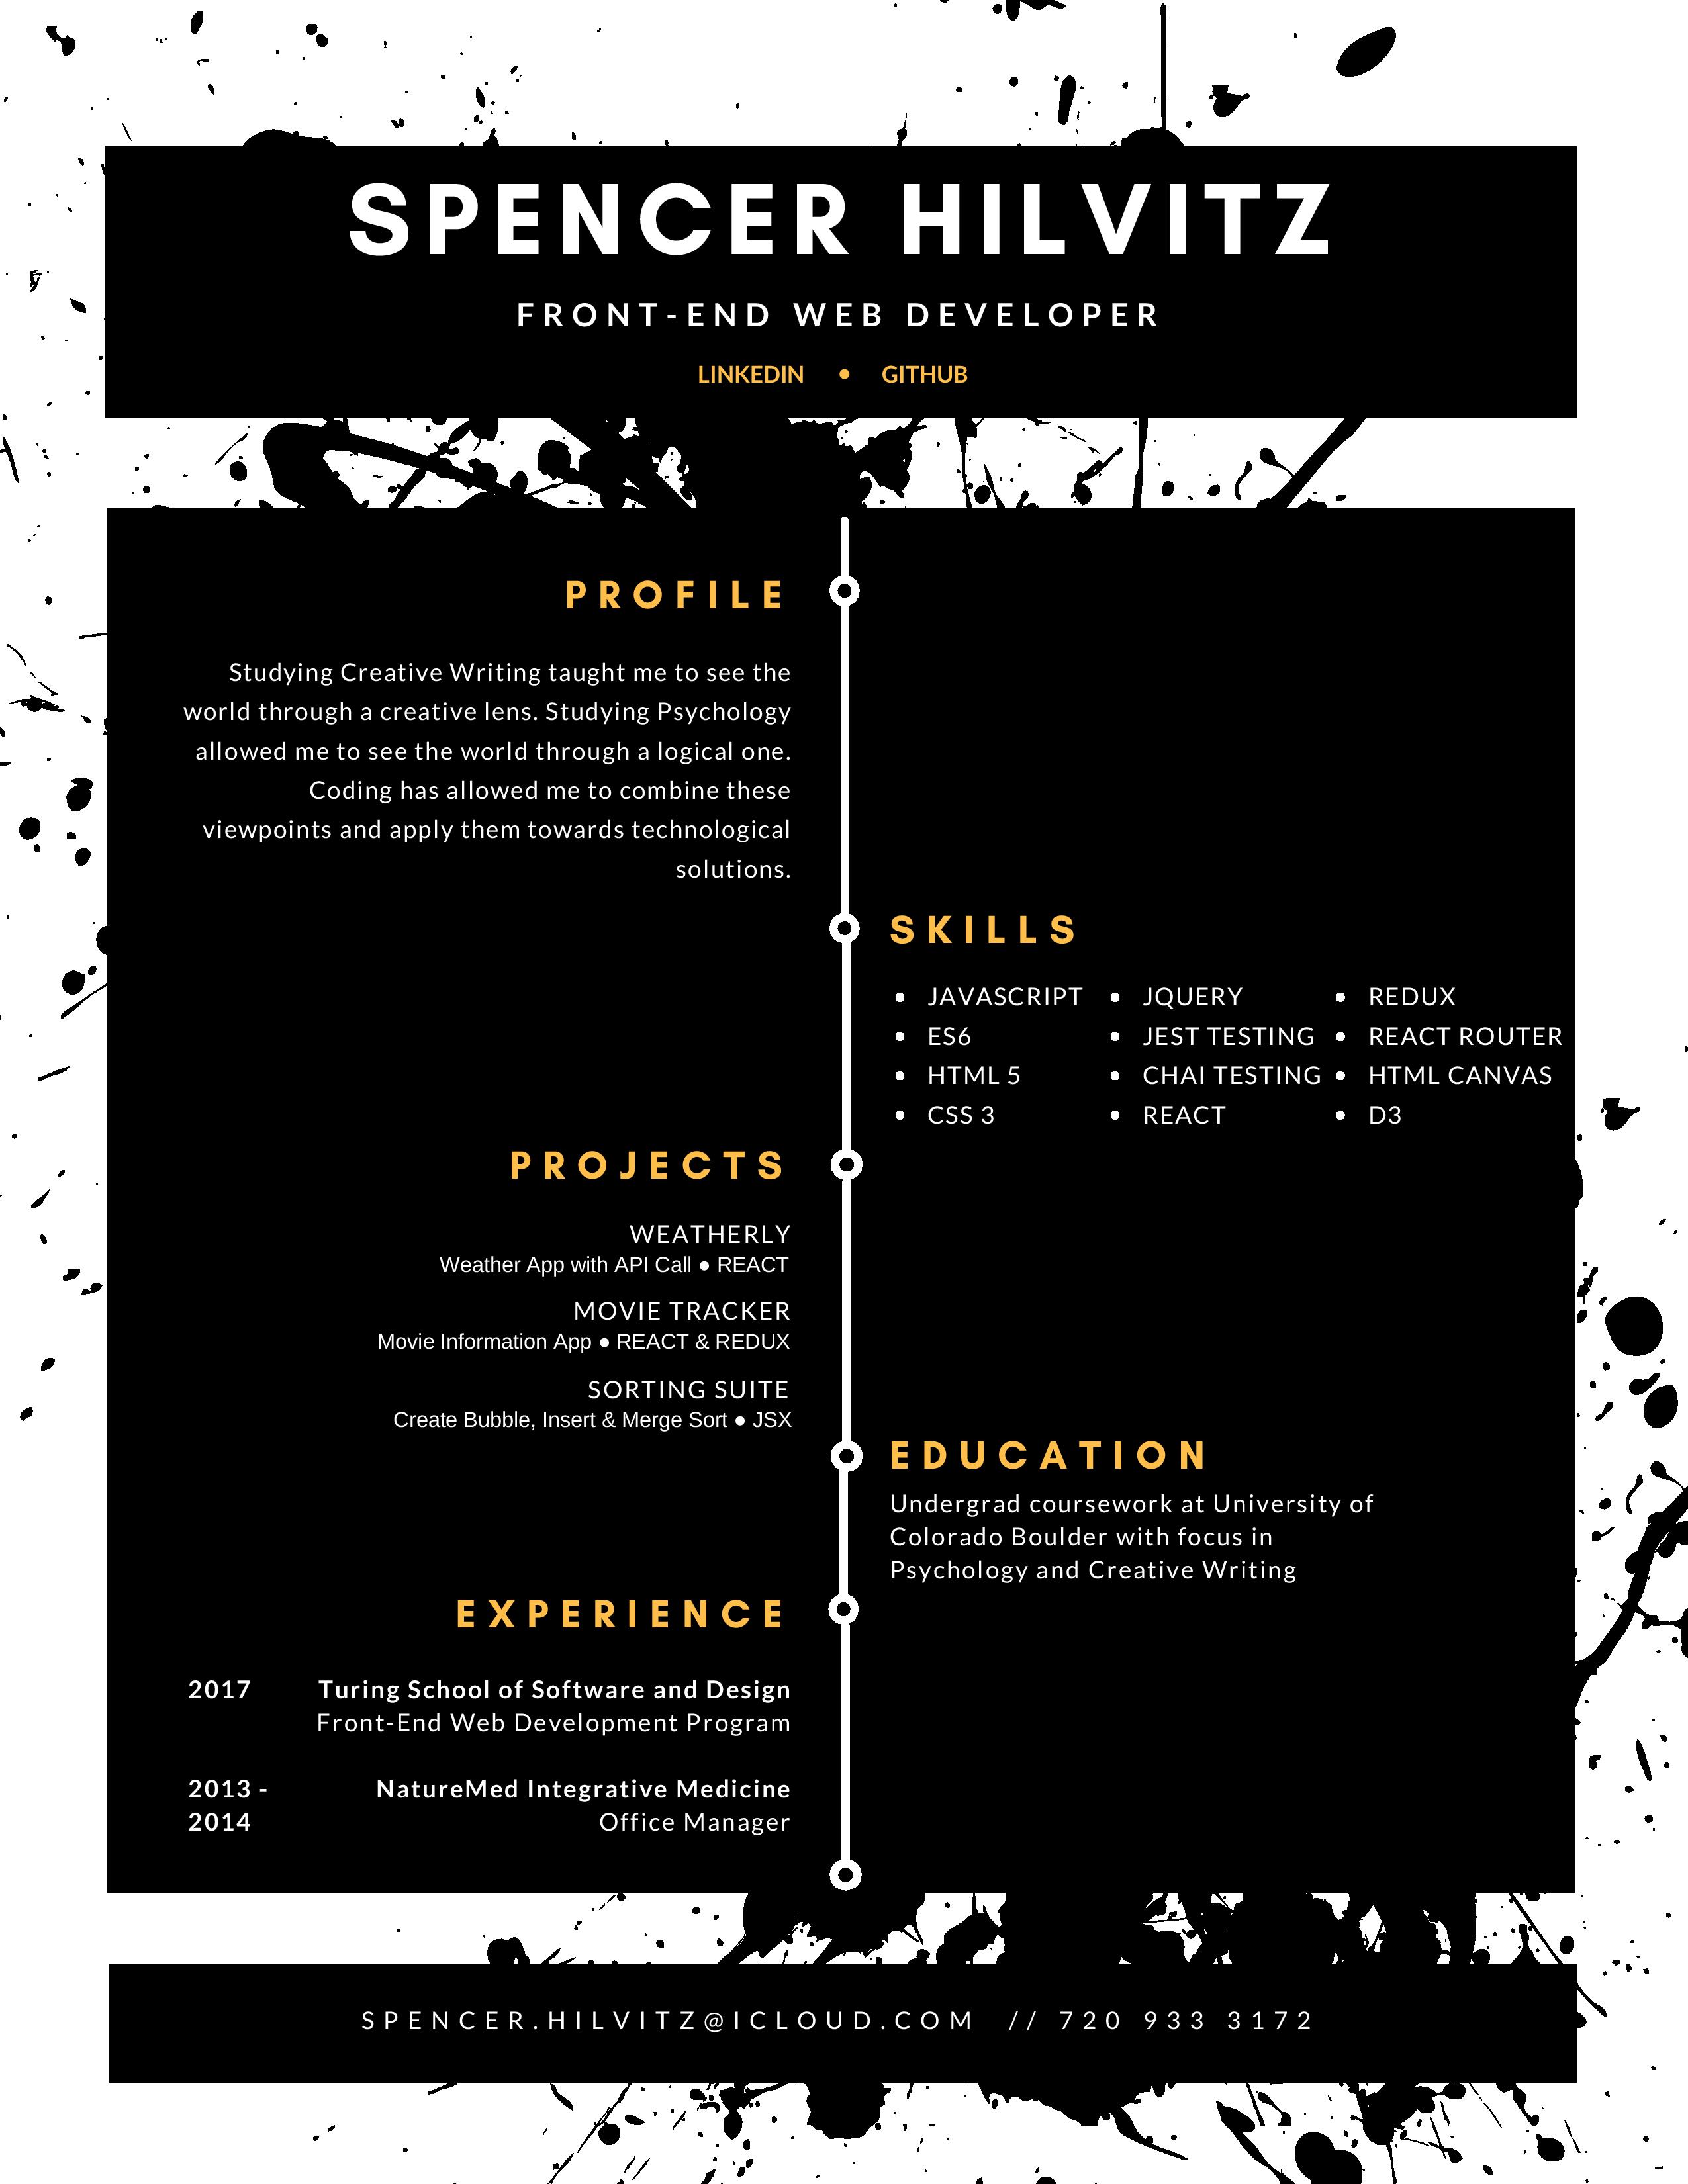 SPENCER HILVITZ
FRONT-END WEB DEVELOPER
LINKEDIN • GITHUB
PROFILE
Studying Creative Writing taught me to see the
world through a creative lens. Studying Psychology
allowed me to see the world through a logical one.
Coding has allowed me to combine these
viewpoints and apply them towards technological
solutions.
SKILLS
• JAVASCRIPT • JQUERY • REDUX
• ES6 • JEST TESTING • REACT ROUTER
• HTML 5 • CHAI TESTING • HTML CANVAS
• CSS 3 • REACT • D3
PROJECTS
WEATHERLY
Weather App with API Call ● REACT
MOVIE TRACKER
Movie Information App ● REACT & REDUX
SORTING SUITE
Create Bubble, Insert & Merge Sort ● JSX
EDUCATION
Undergrad coursework at University of
Colorado Boulder with focus in
Psychology and Creative Writing
EXPERIENCE
2017 Turing School of Software and Design
Front-End Web Development Program
2013 - NatureMed Integrative Medicine
2014 Office Manager
SPENCER.HILVITZ@ICLOUD.COM // 720 933 3172